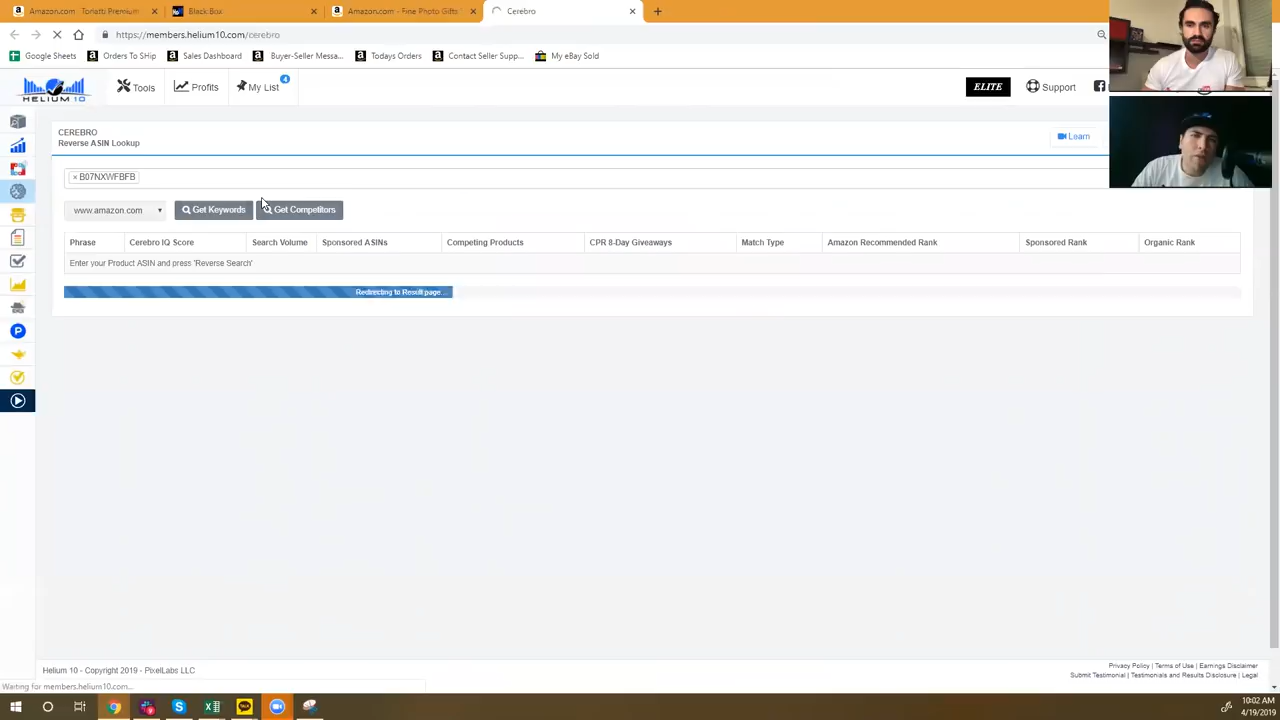 Amazon.com : Toriatti Premium
Black Box
Amazon.com - Fine Photo Gifts
Cerebro
https://members.helium10.com/cerebro
Google Sheets
Orders To SHip
Sales Dashboard
Buyer-Seller Messa...
Todays Orders
Contact Seller Supp...
My eBay Sold
HELIUM 10
Tools
Profits
My List
4
ELITE
Support
CEREBRO
Reverse ASIN Lookup
Learn
× B07NXWFBFB
www.amazon.com
Get Keywords
Get Competitors
Phrase
Cerebro IQ Score
Search Volume
Sponsored ASINs
Competing Products
CPR 8-Day Giveaways
Match Type
Amazon Recommended Rank
Sponsored Rank
Organic Rank
Enter your Product ASIN and press 'Reverse Search'
Redirecting to Result page...
Helium 10 - Copyright 2019 - PixelLabs LLC
Privacy Policy | Terms of Use | Earnings Disclaimer
Submit Testimonial | Testimonials and Results Disclosure | Legal
Waiting for members.helium10.com...
10:02 AM
4/19/2019